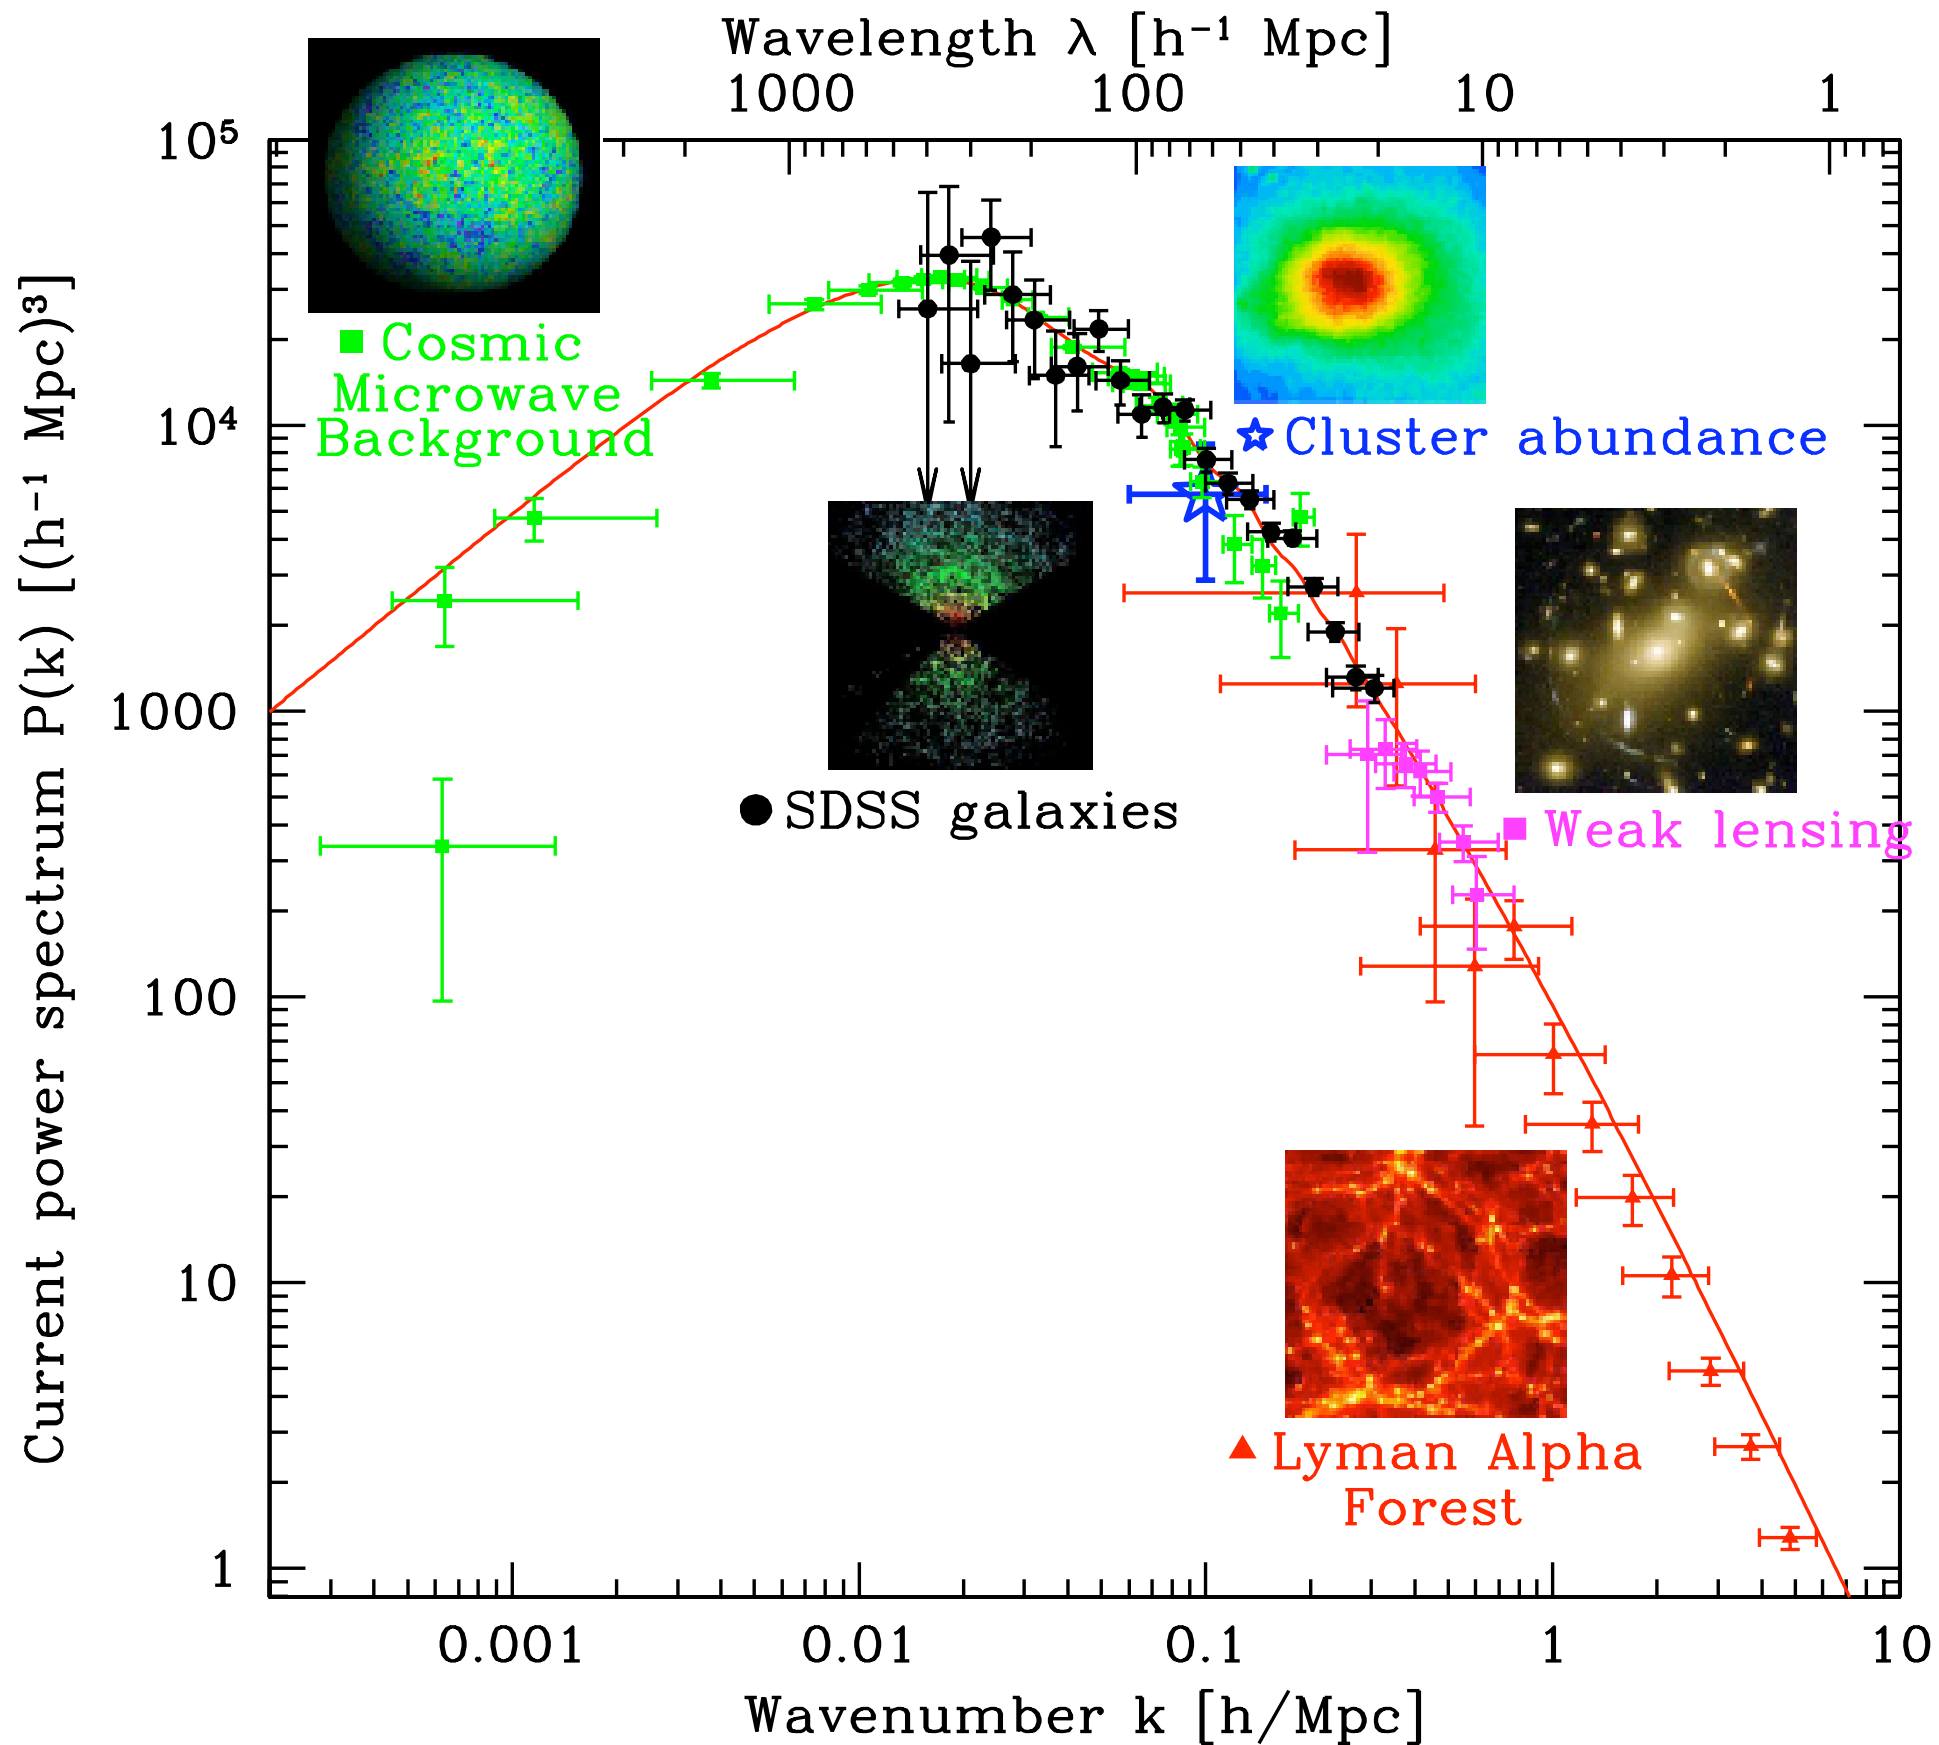 Wavelength λ [h⁻¹ Mpc]
1000 100 10 1
10⁵
10⁴
1000
100
10
1
Current power spectrum P(k) [(h⁻¹ Mpc)³]
Cosmic
Microwave
Background
Cluster abundance
SDSS galaxies
Weak lensing
Lyman Alpha
Forest
0.001 0.01 0.1 1 10
Wavenumber k [h/Mpc]